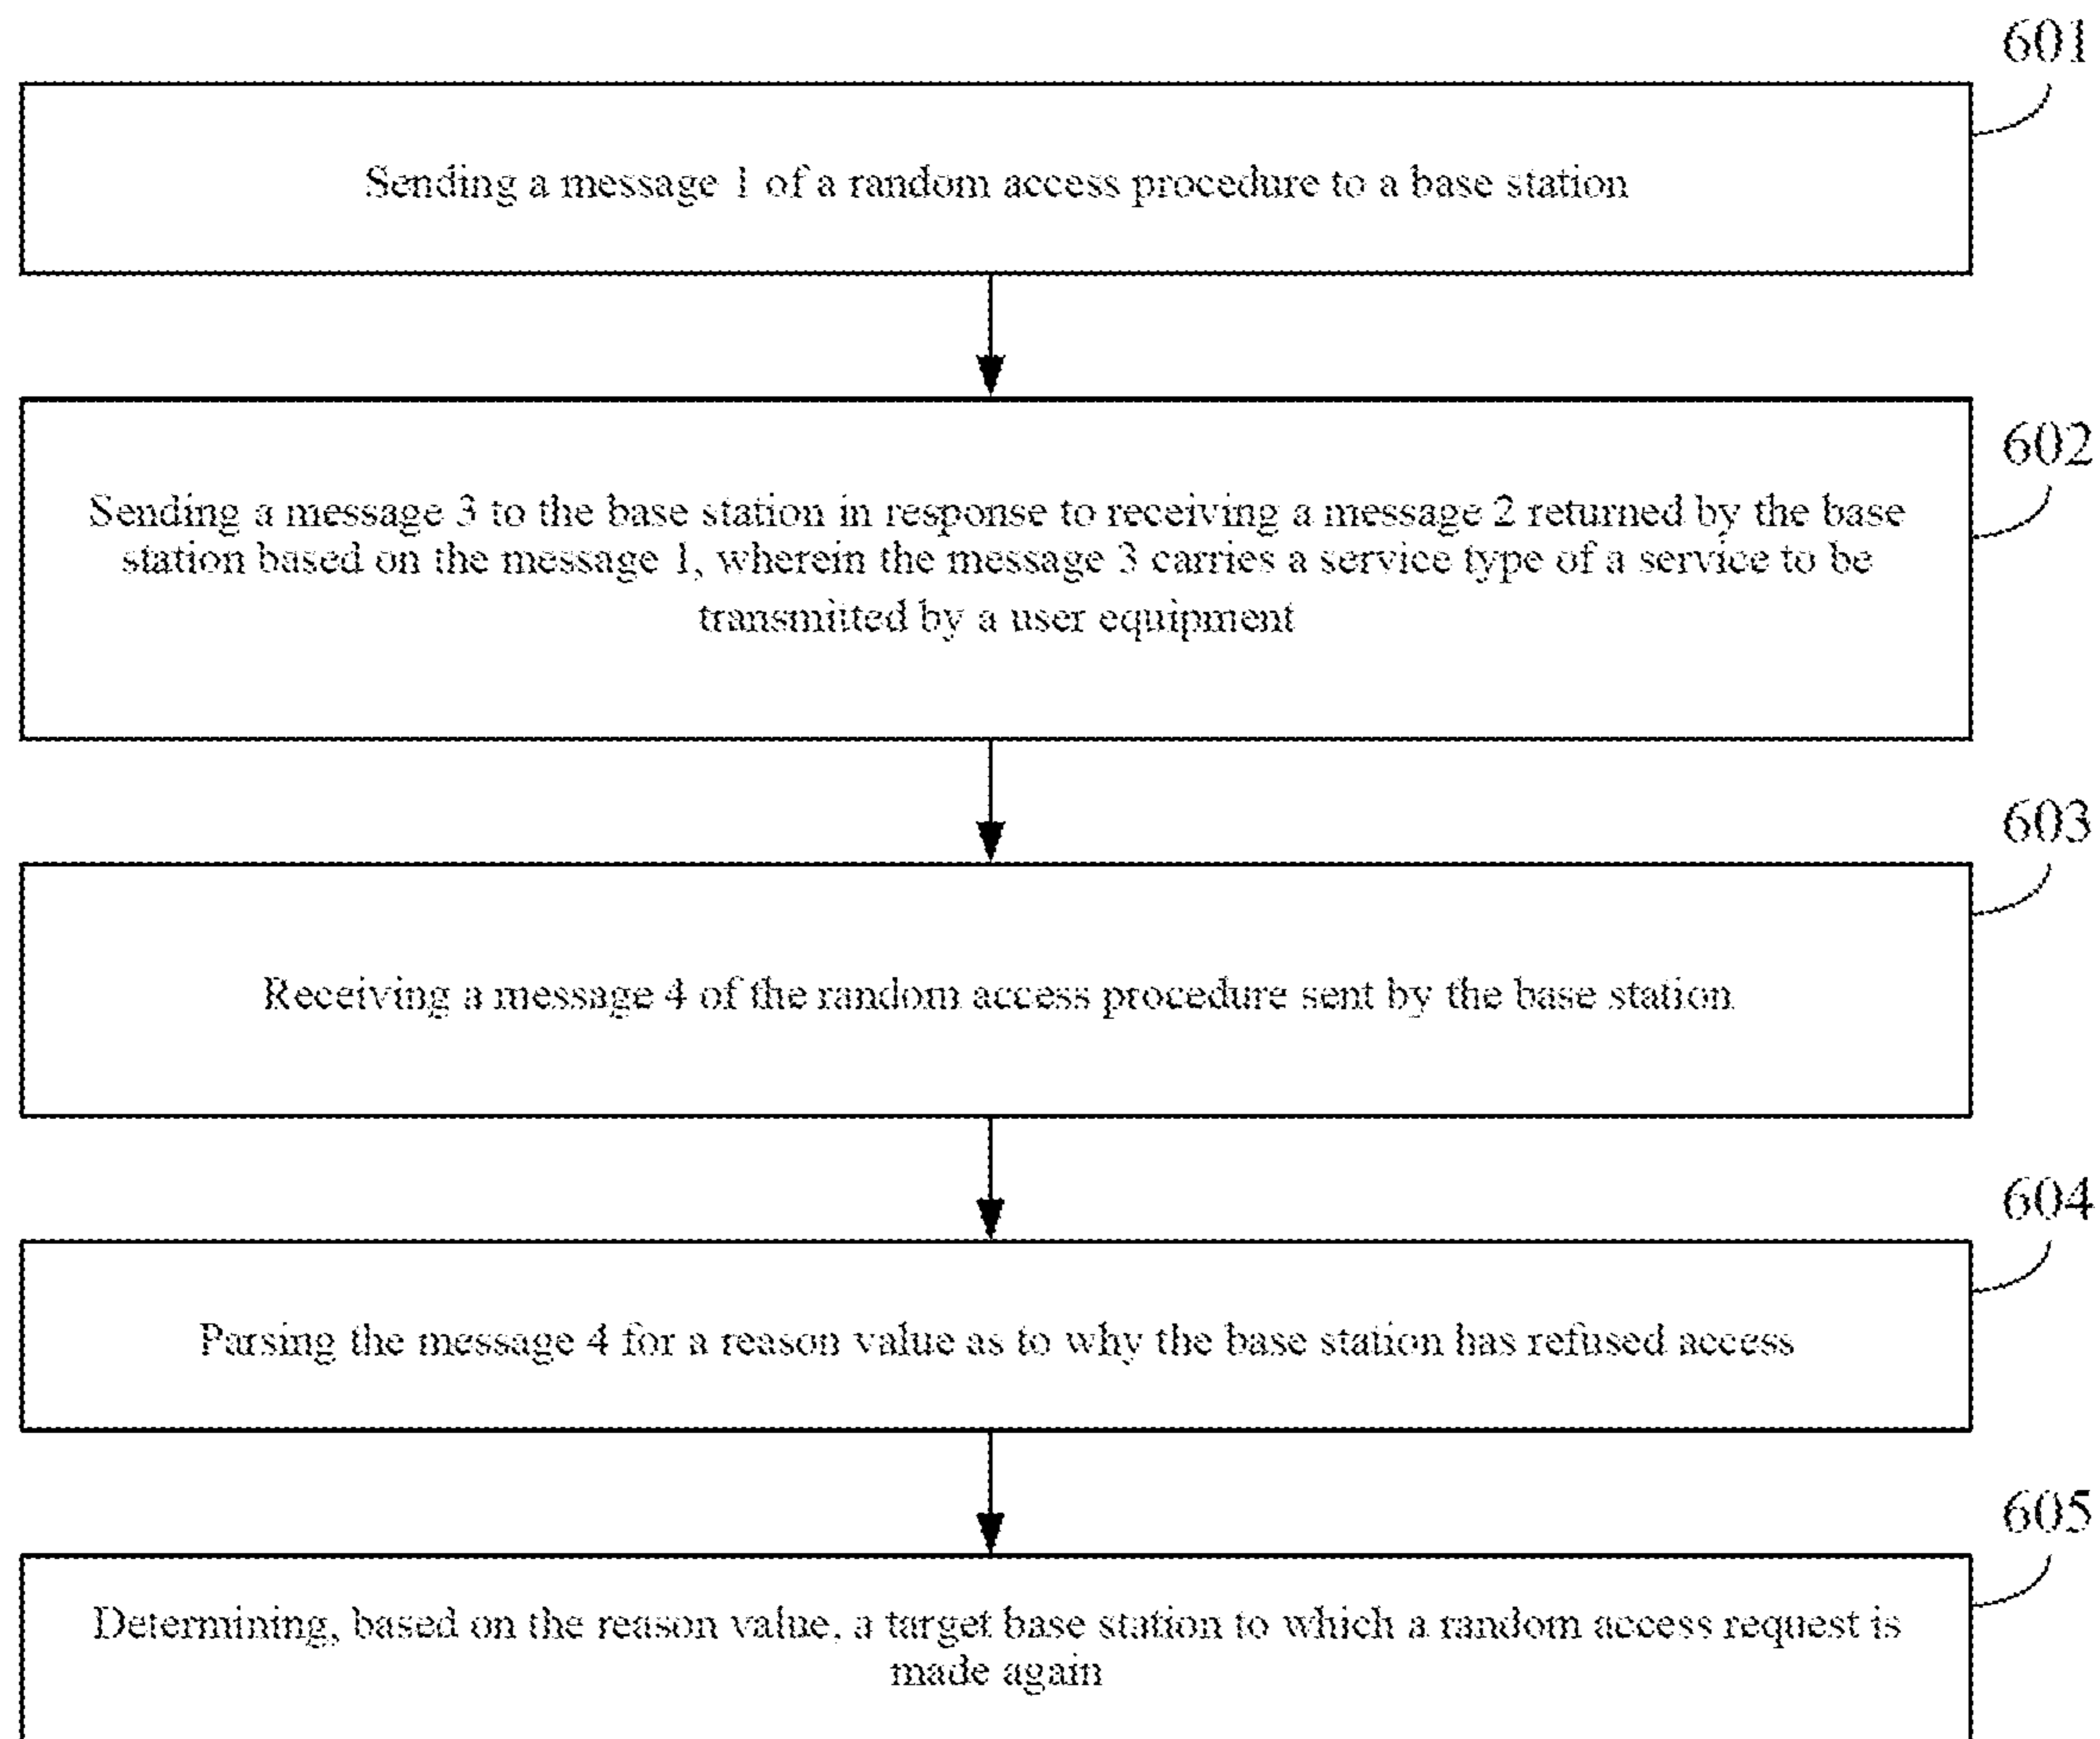 601
Sending a message 1 of a random access procedure to a base station
602
Sending a message 3 to the base station in response to receiving a message 2 returned by the base
station based on the message 1, wherein the message 3 carries a service type of a service to be
transmitted by a user equipment
603
Receiving a message 4 of the random access procedure sent by the base station
604
Parsing the message 4 for a reason value as to why the base station has refused access
605
Determining, based on the reason value, a target base station to which a random access request is
made again